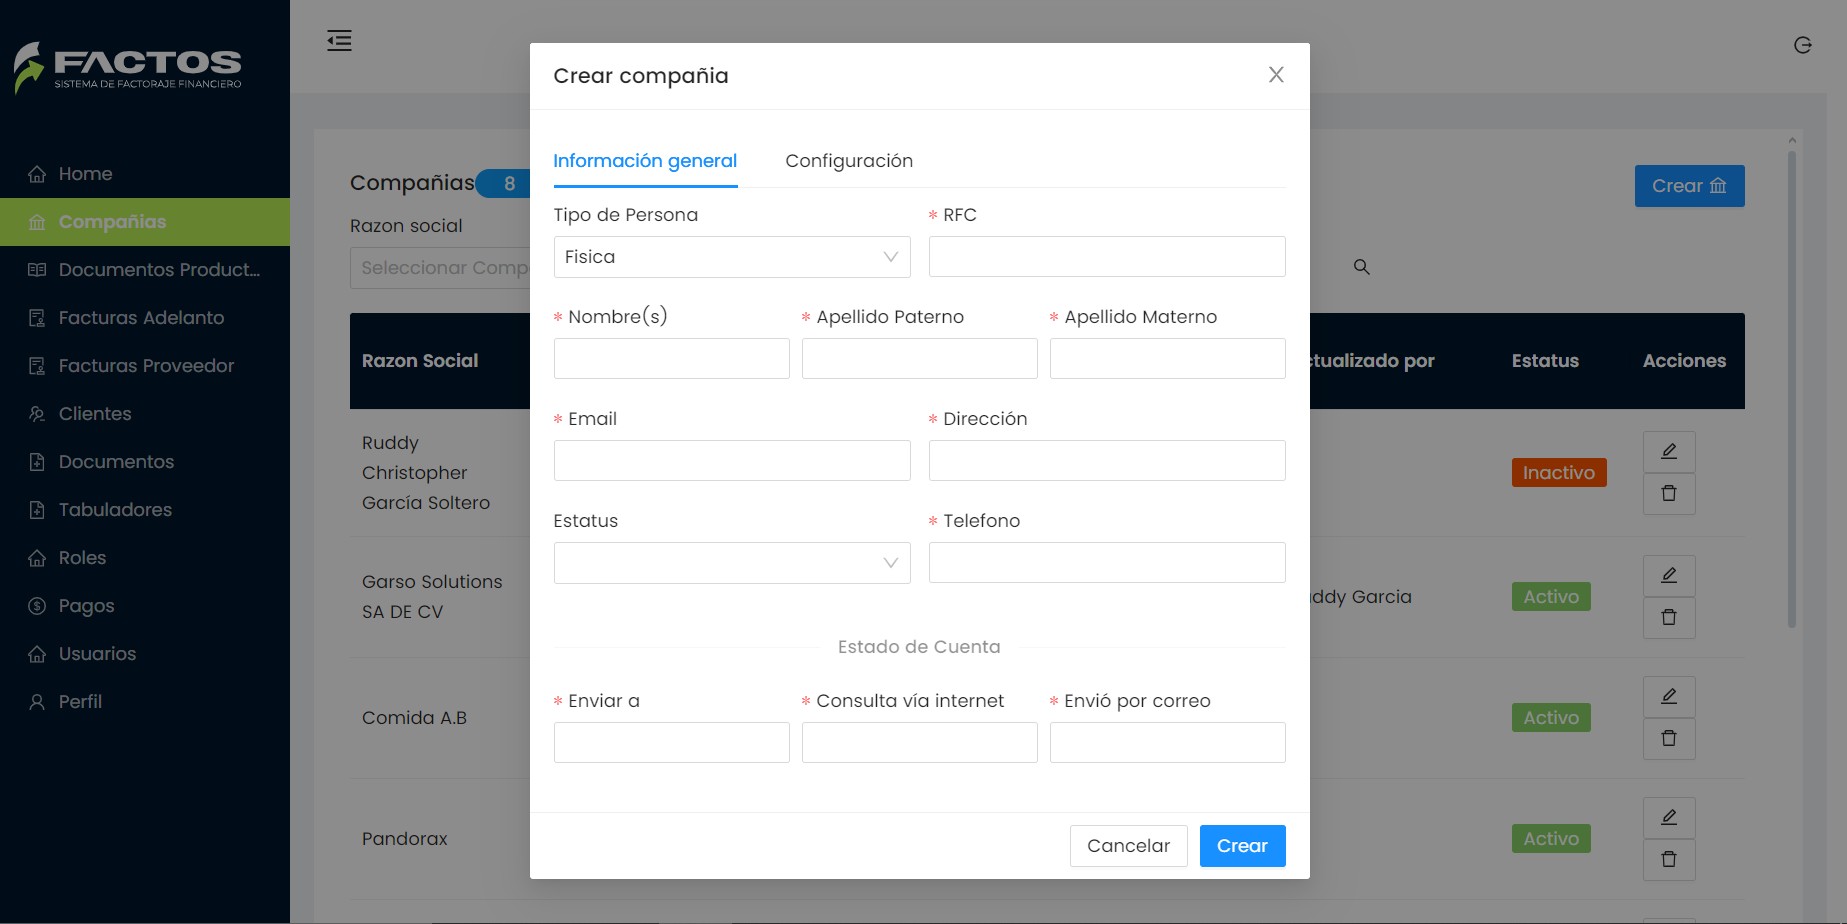 FACTOS
SISTEMA DE FACTORAJE FINANCIERO
Home
Compañias
Documentos Product...
Facturas Adelanto
Facturas Proveedor
Clientes
Documentos
Tabuladores
Roles
Pagos
Usuarios
Perfil
Compañias 8
Crear
Razon social
Seleccionar Comp
Razon Social
ctualizado por
Estatus
Acciones
Ruddy
Christopher
García Soltero
Inactivo
Garso Solutions
SA DE CV
ddy Garcia
Activo
Comida A.B
Activo
Pandorax
Activo
Crear compañia
Información general
Configuración
Tipo de Persona
* RFC
Fisica
* Nombre(s)
* Apellido Paterno
* Apellido Materno
* Email
* Dirección
Estatus
* Telefono
Estado de Cuenta
* Enviar a
* Consulta vía internet
* Envió por correo
Cancelar
Crear